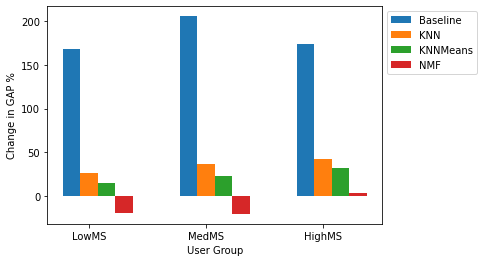 200
150
100
50
0
Change in GAP %
LowMS
MedMS
HighMS
User Group
Baseline
KNN
KNNMeans
NMF